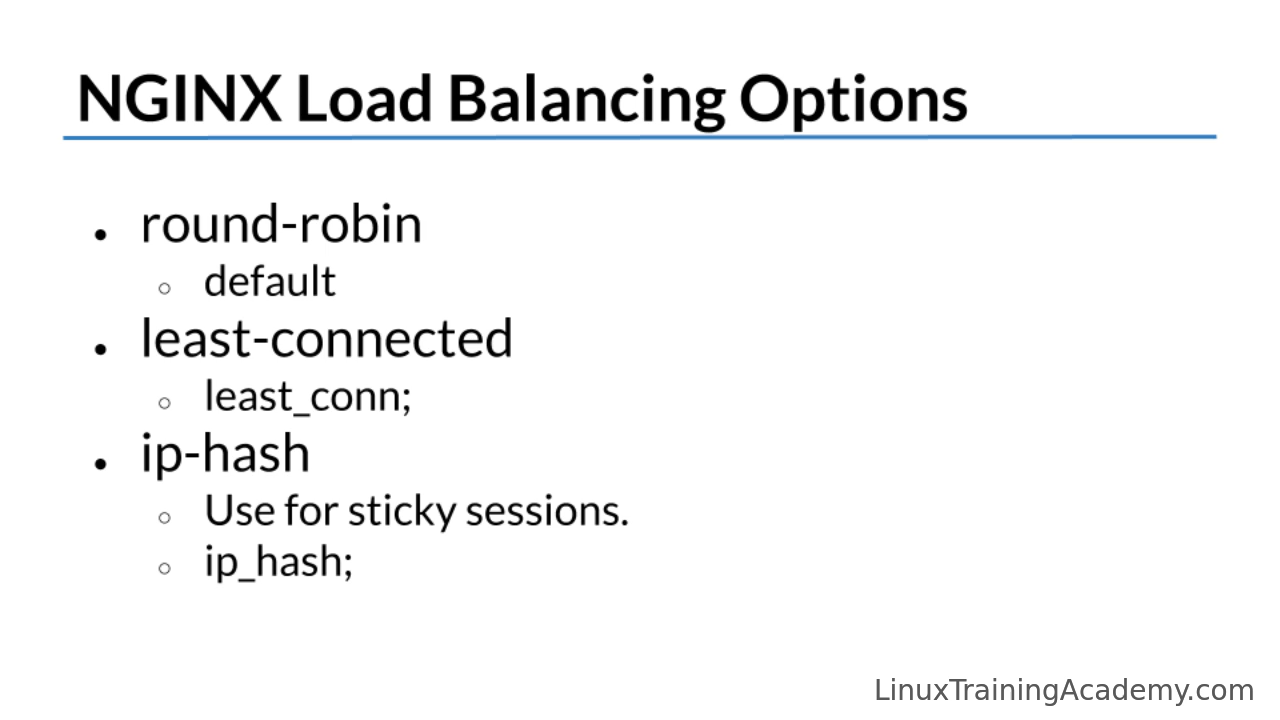 NGINX Load Balancing Options
• round-robin
○ default
• least-connected
○ least_conn;
• ip-hash
○ Use for sticky sessions.
○ ip_hash;
LinuxTrainingAcademy.com